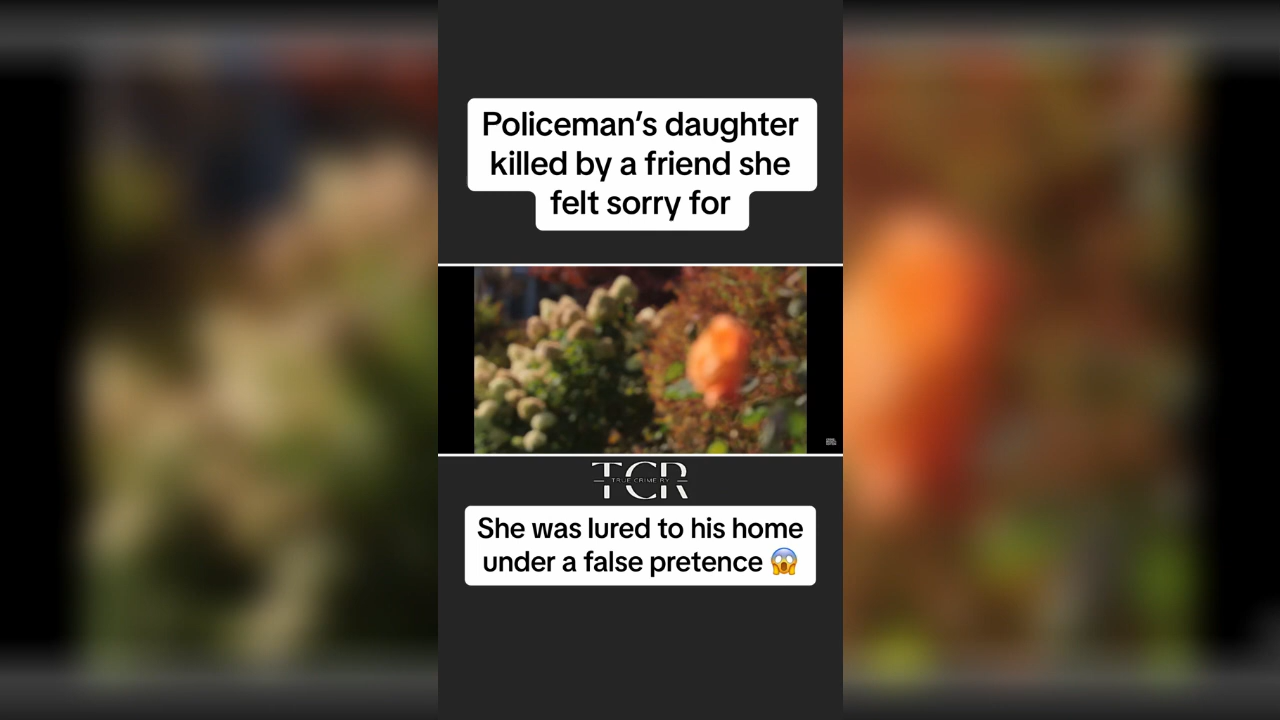 Policeman’s daughter
killed by a friend she
felt sorry for
TCR
TRUE CRIME RY
She was lured to his home
under a false pretence 😱